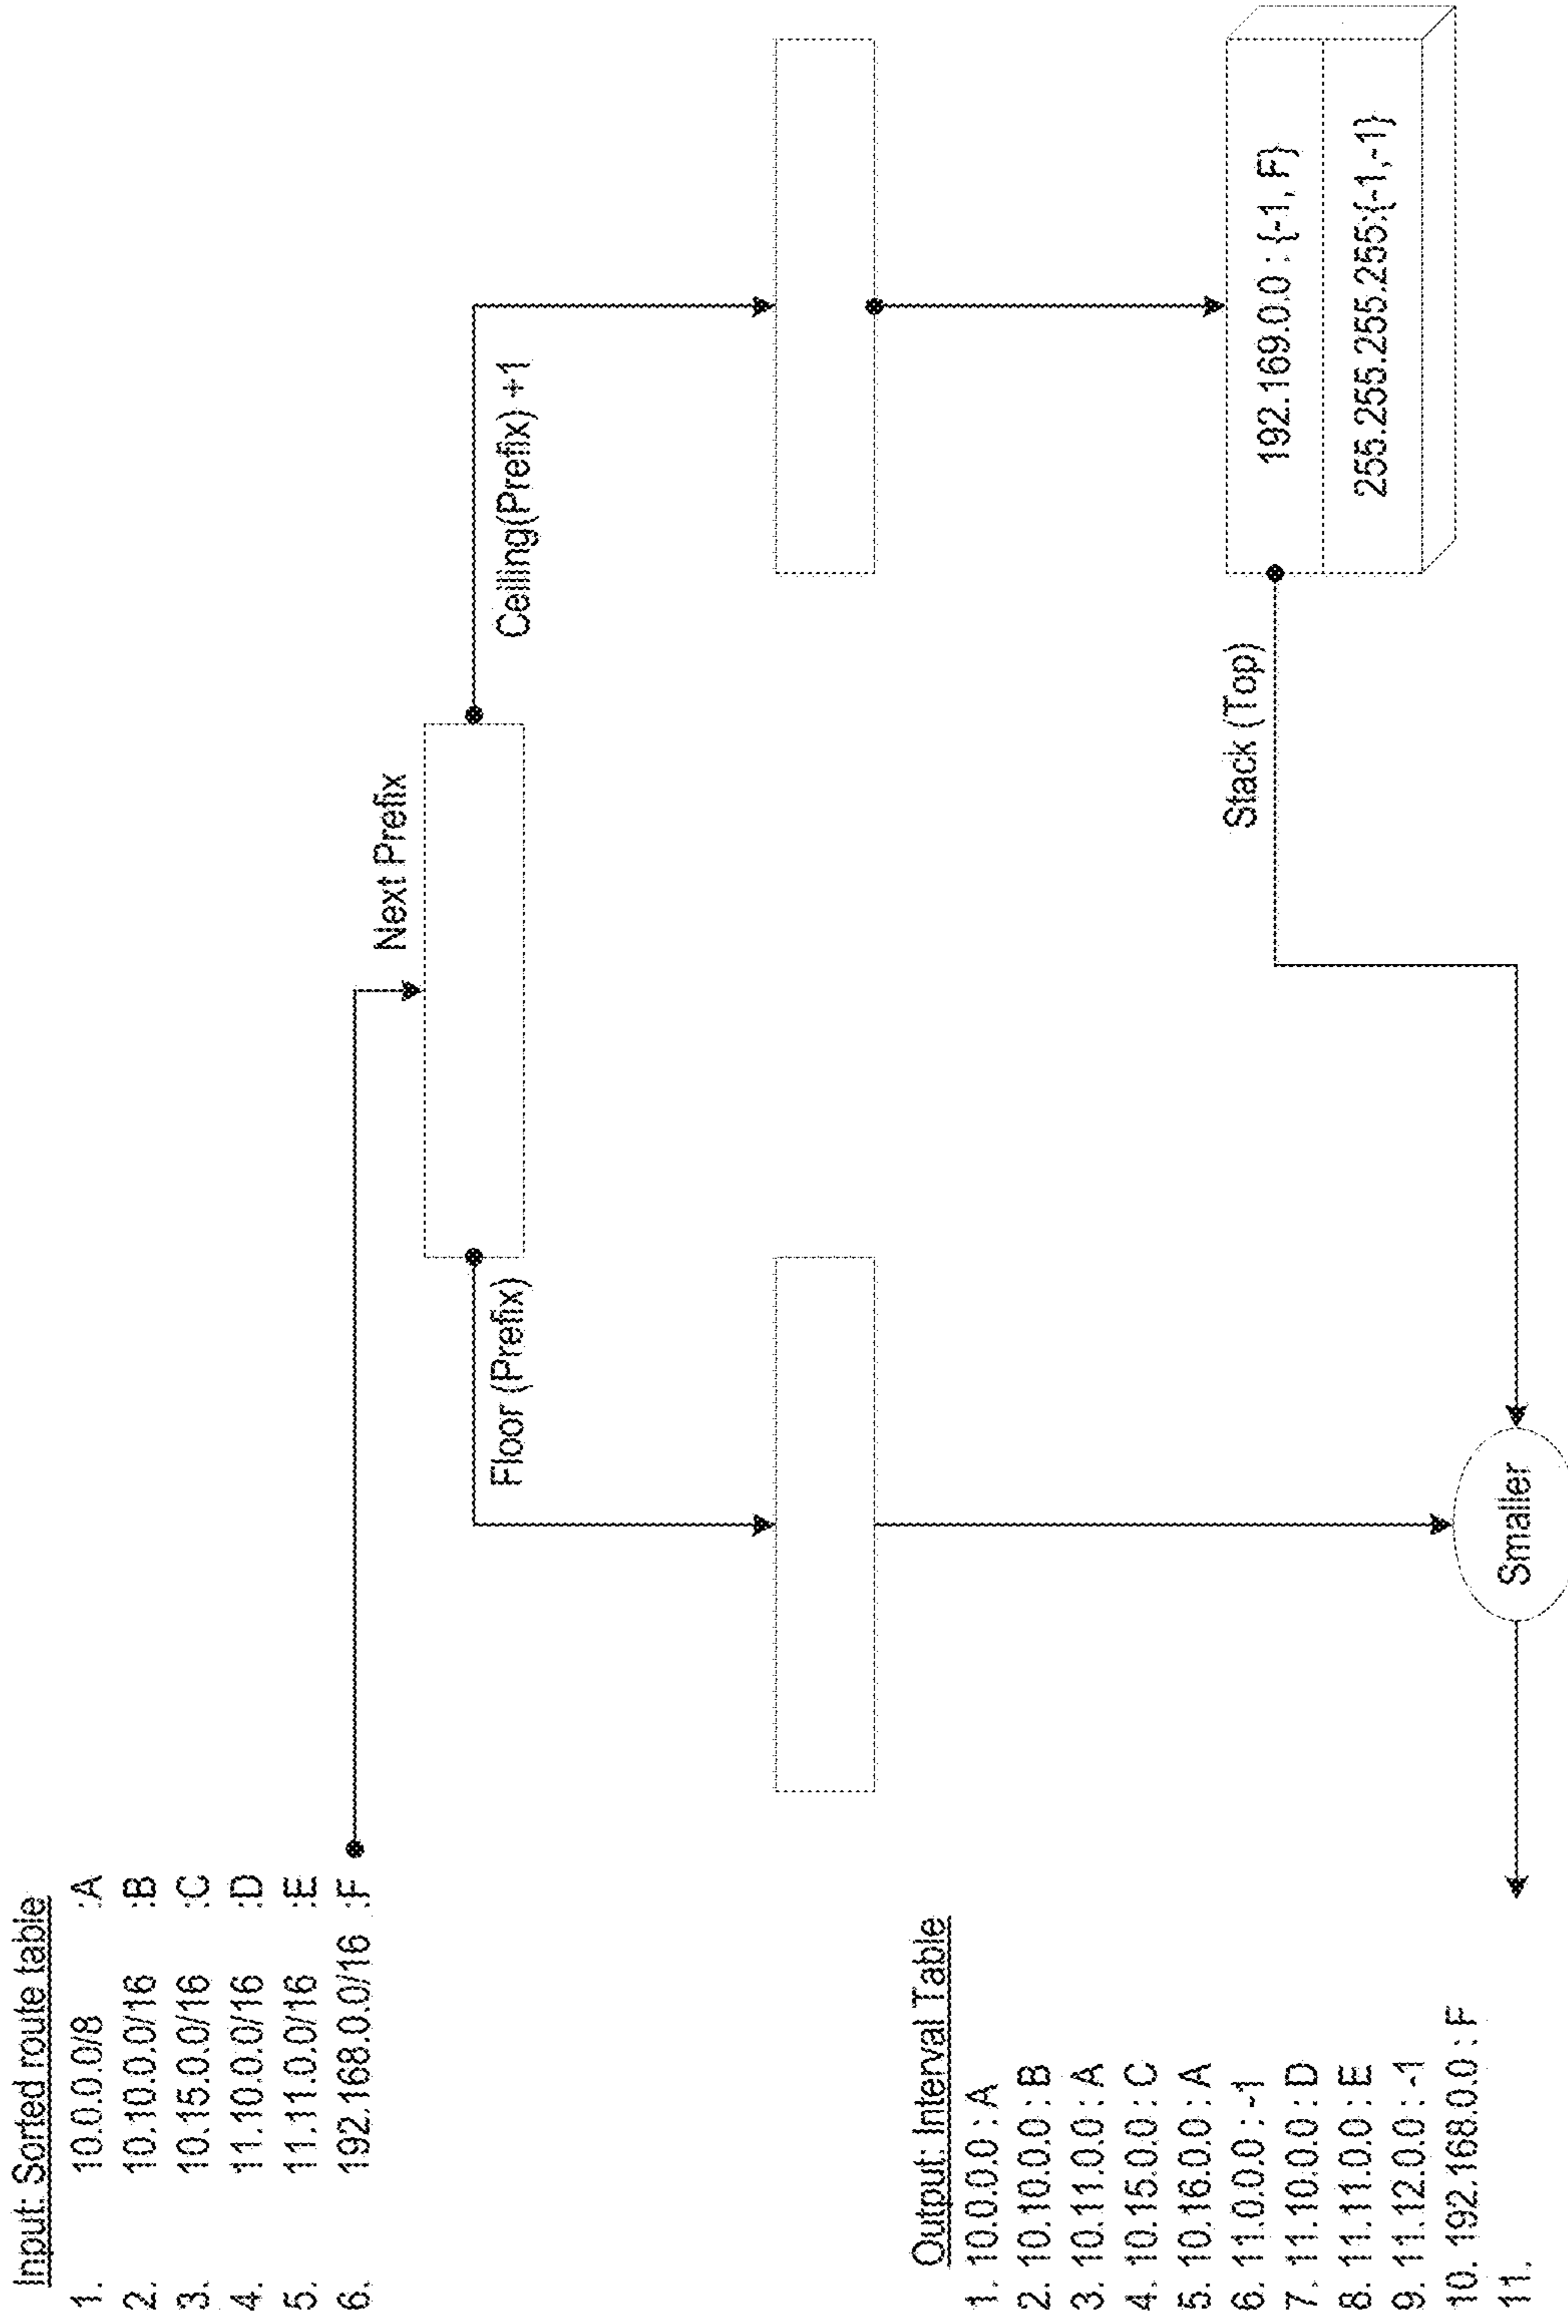 Input: Sorted route table
1. 10.0.0.0/8 :A
2. 10.10.0.0/16 :B
3. 10.15.0.0/16 :C
4. 11.10.0.0/16 :D
5. 11.11.0.0/16 :E
6. 192.168.0.0/16 :F
Next Prefix
Floor (Prefix)
Ceiling(Prefix) +1
192.169.0.0 : {-1, F}
255.255.255.255:{-1,-1}
Stack (Top)
Smaller
Output: Interval Table
1. 10.0.0.0 : A
2. 10.10.0.0 : B
3. 10.11.0.0 : A
4. 10.15.0.0 : C
5. 10.16.0.0 : A
6. 11.0.0.0 : -1
7. 11.10.0.0 : D
8. 11.11.0.0 : E
9. 11.12.0.0 : -1
10. 192.168.0.0 : F
11.